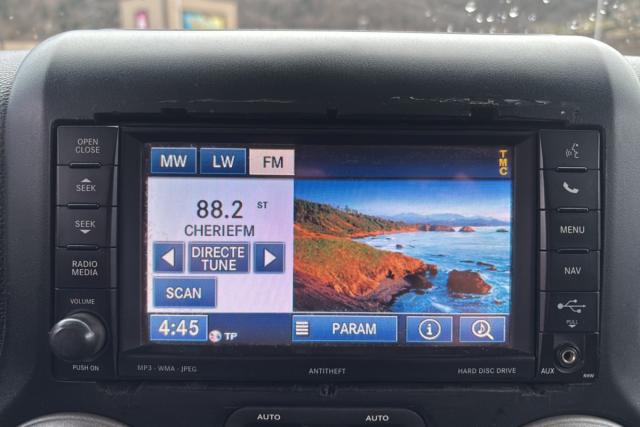 OPEN
CLOSE
SEEK
SEEK
RADIO
MEDIA
VOLUME
PUSH ON
MW LW FM
TMC
88.2 ST
CHERIEFM
DIRECTE
TUNE
SCAN
4:45 TP PARAM
MENU
NAV
PULL
AUX
MP3 - WMA - JPEG ANTITHEFT HARD DISC DRIVE
AUTO AUTO